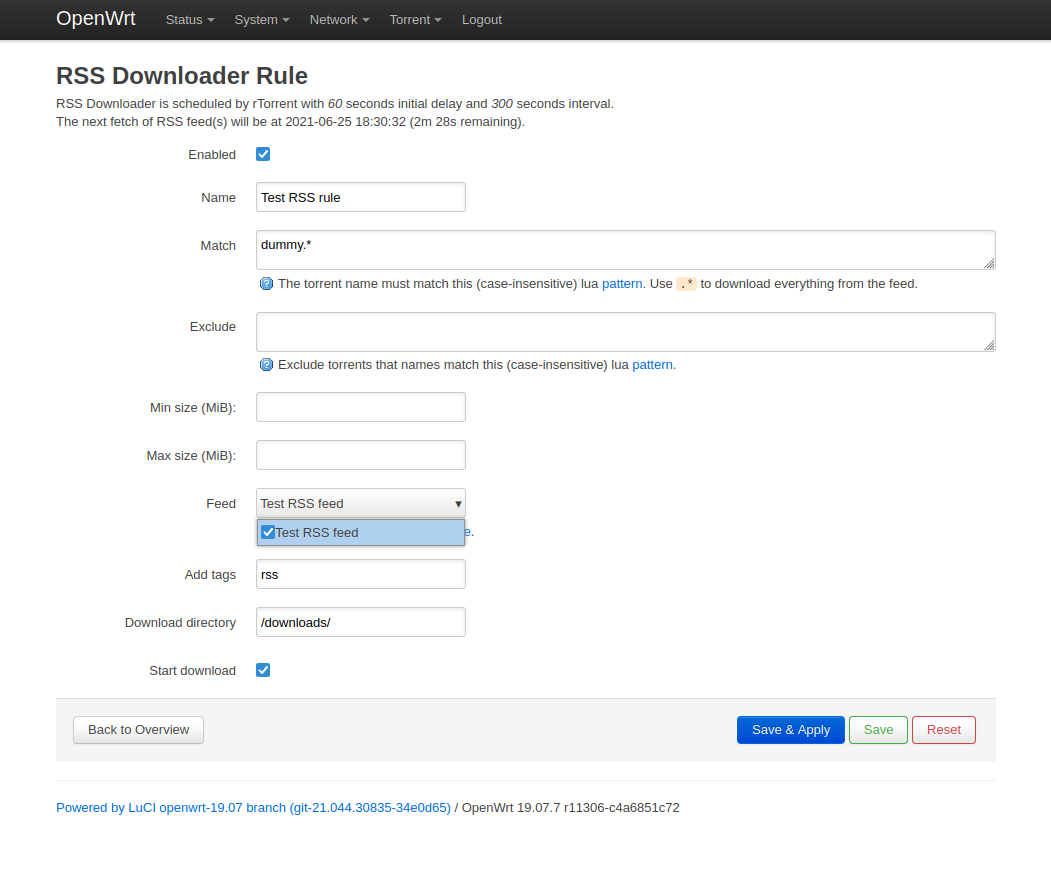 OpenWrt Status System Network Torrent Logout
RSS Downloader Rule
RSS Downloader is scheduled by rTorrent with 60 seconds initial delay and 300 seconds interval.
The next fetch of RSS feed(s) will be at 2021-06-25 18:30:32 (2m 28s remaining).
Enabled
Name Test RSS rule
Match dummy.*
The torrent name must match this (case-insensitive) lua pattern. Use .* to download everything from the feed.
Exclude
Exclude torrents that names match this (case-insensitive) lua pattern.
Min size (MiB):
Max size (MiB):
Feed Test RSS feed
Test RSS feed e.
Add tags rss
Download directory /downloads/
Start download
Back to Overview Save & Apply Save Reset
Powered by LuCI openwrt-19.07 branch (git-21.044.30835-34e0d65) / OpenWrt 19.07.7 r11306-c4a6851c72